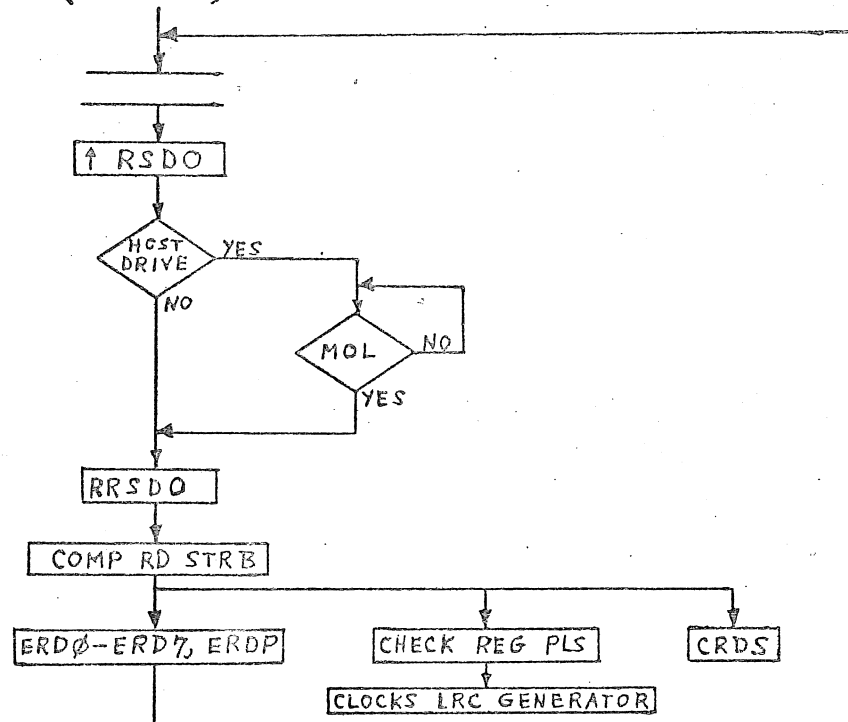 ↑ RSDO
HOST
DRIVE
YES
NO
MOL
NO
YES
RRSDO
COMP RD STRB
ERDØ-ERD7, ERDP
CHECK REG PLS
CRDS
CLOCKS LRC GENERATOR